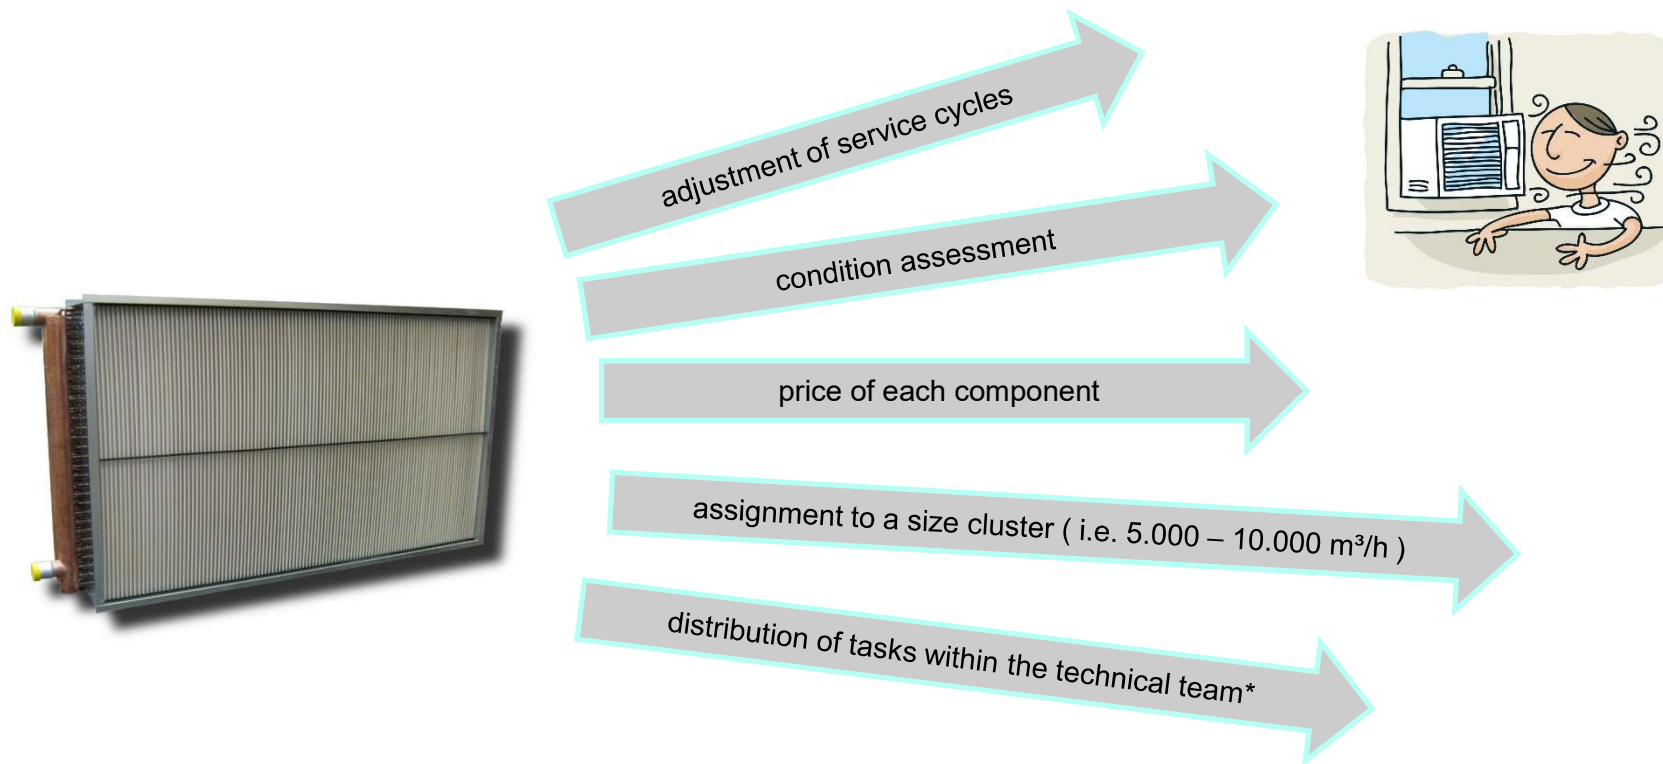 adjustment of service cycles
condition assessment
price of each component
assignment to a size cluster ( i.e. 5.000 – 10.000 m³/h )
distribution of tasks within the technical team*